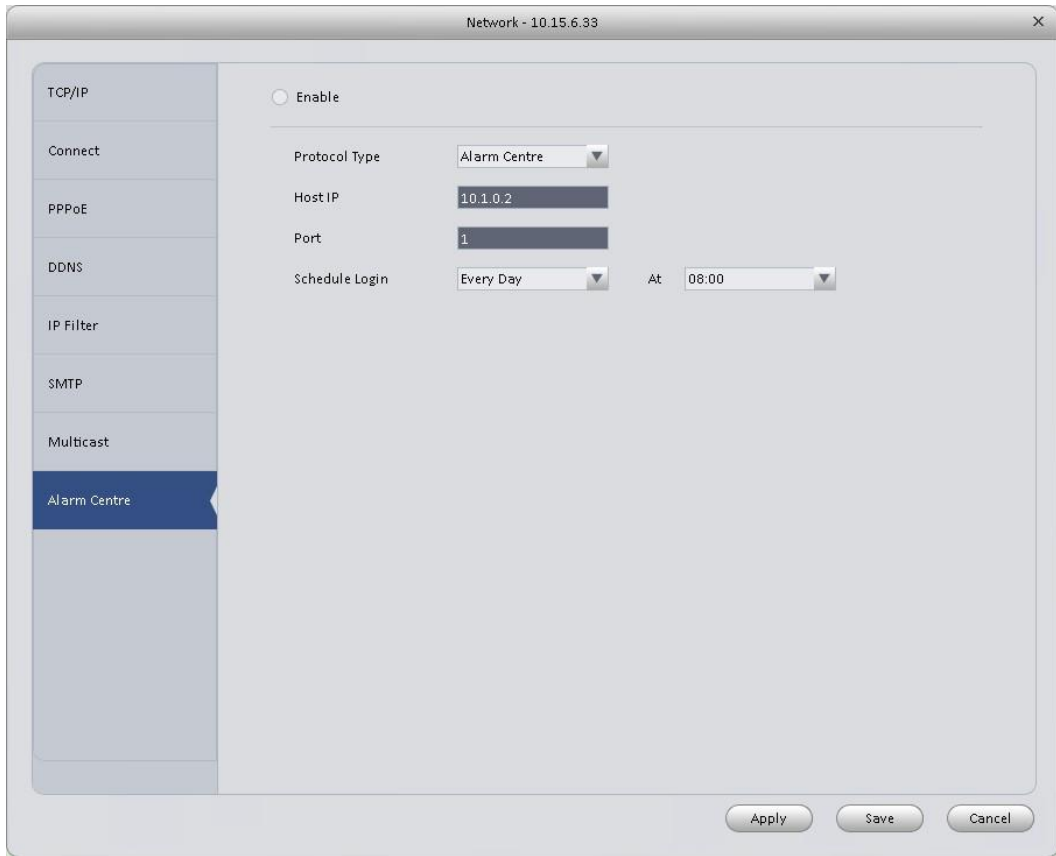 Network - 10.15.6.33
TCP/IP
Connect
PPPoE
DDNS
IP Filter
SMTP
Multicast
Alarm Centre
Enable
Protocol Type Alarm Centre
Host IP 10.1.0.2
Port 1
Schedule Login Every Day At 08:00
Apply Save Cancel